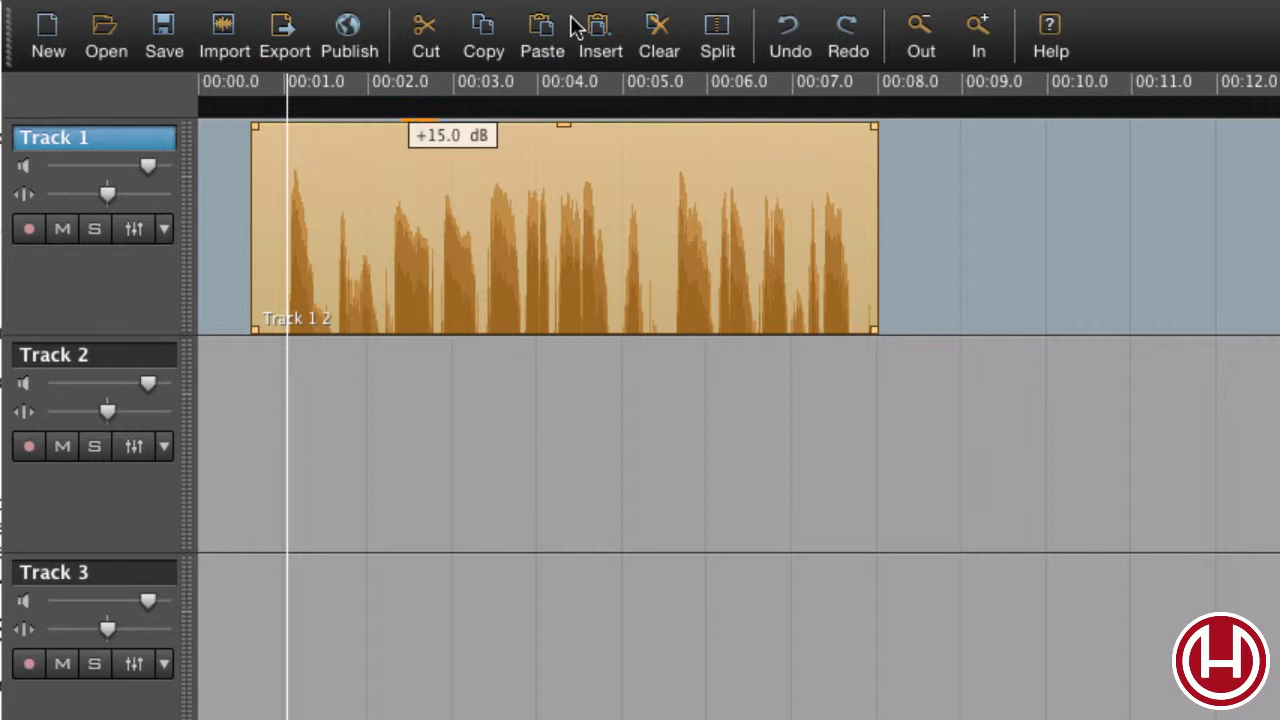 New Open Save Import Export Publish Cut Copy Paste Insert Clear Split Undo Redo Out In Help
00:00.0 00:01.0 00:02.0 00:03.0 00:04.0 00:05.0 00:06.0 00:07.0 00:08.0 00:09.0 00:10.0 00:11.0 00:12.0
Track 1
+15.0 dB
M S
Track 1 2
Track 2
M S
Track 3
M S
H